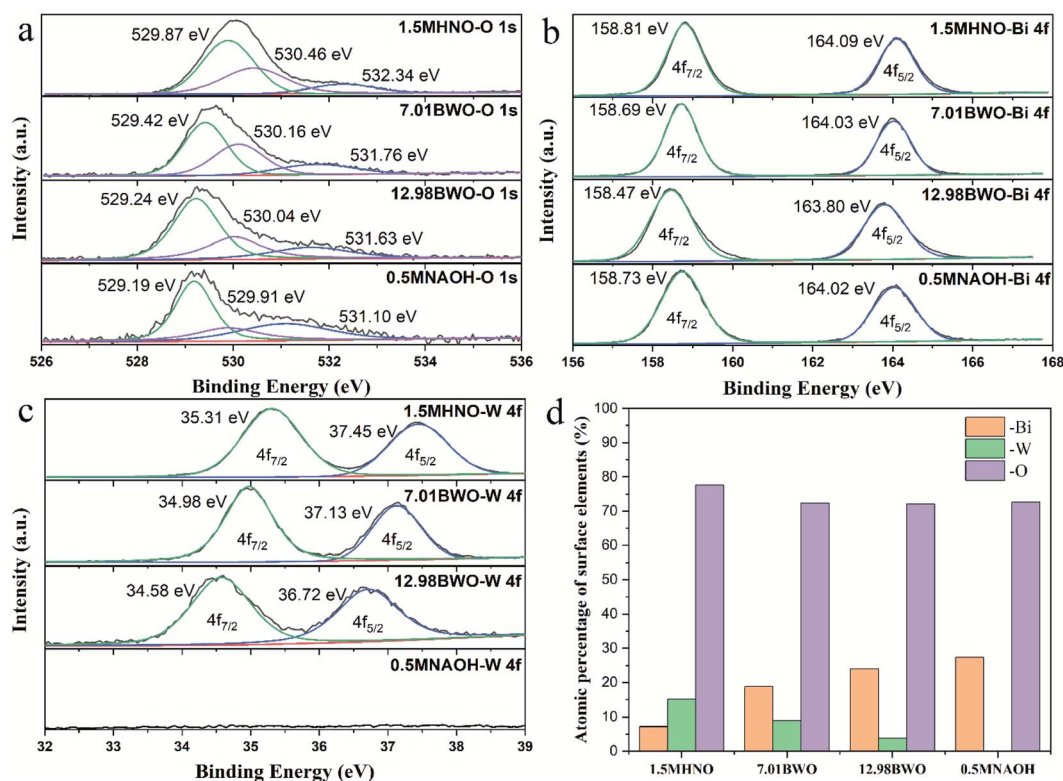 a
1.5MHNO-O 1s
529.87 eV
530.46 eV
532.34 eV
7.01BWO-O 1s
529.42 eV
530.16 eV
531.76 eV
12.98BWO-O 1s
529.24 eV
530.04 eV
531.63 eV
0.5MNAOH-O 1s
529.19 eV
529.91 eV
531.10 eV
526 528 530 532 534 536
Binding Energy (eV)
Intensity (a.u.)
b
1.5MHNO-Bi 4f
158.81 eV
164.09 eV
4f7/2
4f5/2
7.01BWO-Bi 4f
158.69 eV
164.03 eV
4f7/2
4f5/2
12.98BWO-Bi 4f
158.47 eV
163.80 eV
4f7/2
4f5/2
0.5MNAOH-Bi 4f
158.73 eV
164.02 eV
4f7/2
4f5/2
156 158 160 162 164 166 168
Binding Energy (eV)
Intensity (a.u.)
c
1.5MHNO-W 4f
35.31 eV
37.45 eV
4f7/2
4f5/2
7.01BWO-W 4f
34.98 eV
37.13 eV
4f7/2
4f5/2
12.98BWO-W 4f
34.58 eV
36.72 eV
4f7/2
4f5/2
0.5MNAOH-W 4f
32 33 34 35 36 37 38 39
Binding Energy (eV)
Intensity (a.u.)
d
-Bi
-W
-O
100
90
80
70
60
50
40
30
20
10
0
1.5MHNO 7.01BWO 12.98BWO 0.5MNAOH
Atomic percentage of surface elements (%)